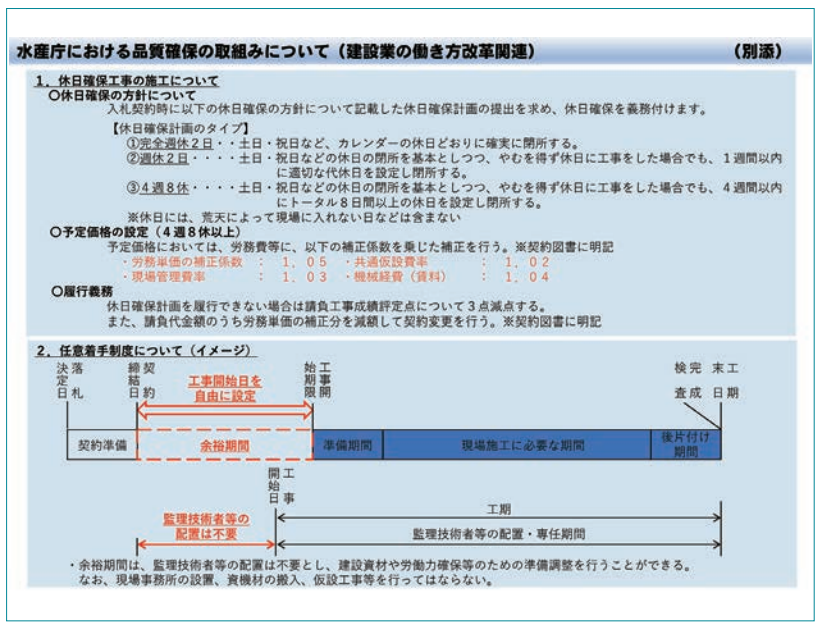 水産庁における品質確保の取組みについて（建設業の働き方改革関連）　（別添）
１．休日確保工事の施工について
○休日確保の方針について
入札契約時に以下の休日確保の方針について記載した休日確保計画の提出を求め、休日確保を義務付けます。
【休日確保計画のタイプ】
①完全週休２日・・土日・祝日など、カレンダーの休日どおりに確実に閉所する。
②週休２日・・・・土日・祝日などの休日の閉所を基本としつつ、やむを得ず休日に工事をした場合でも、１週間以内
に適切な代休日を設定し閉所する。
③４週８休・・・・土日・祝日などの休日の閉所を基本としつつ、やむを得ず休日に工事をした場合でも、４週間以内
にトータル８日間以上の休日を設定し閉所する。
※休日には、荒天によって現場に入れない日などは含まない
○予定価格の設定（４週８休以上）
予定価格においては、労務費等に、以下の補正係数を乗じた補正を行う。※契約図書に明記
・労務単価の補正係数　：　１．０５　・共通仮設費率　：　１．０２
・現場管理費率　：　１．０３　・機械経費（賃料）　：　１．０４
○履行義務
休日確保計画を履行できない場合は請負工事成績評定点について３点減点する。
また、請負代金額のうち労務単価の補正分を減額して契約変更を行う。※契約図書に明記
２．任意着手制度について（イメージ）
落札決定日
契約締結日
工事開始日を
自由に設定
工事開始期限
完成検査
工期末日
契約準備
余裕期間
準備期間
現場施工に必要な期間
後片付け
期間
工事開始日
監理技術者等の
配置は不要
工期
監理技術者等の配置・専任期間
・余裕期間は、監理技術者等の配置は不要とし、建設資材や労働力確保等のための準備調整を行うことができる。
なお、現場事務所の設置、資機材の搬入、仮設工事等を行ってはならない。